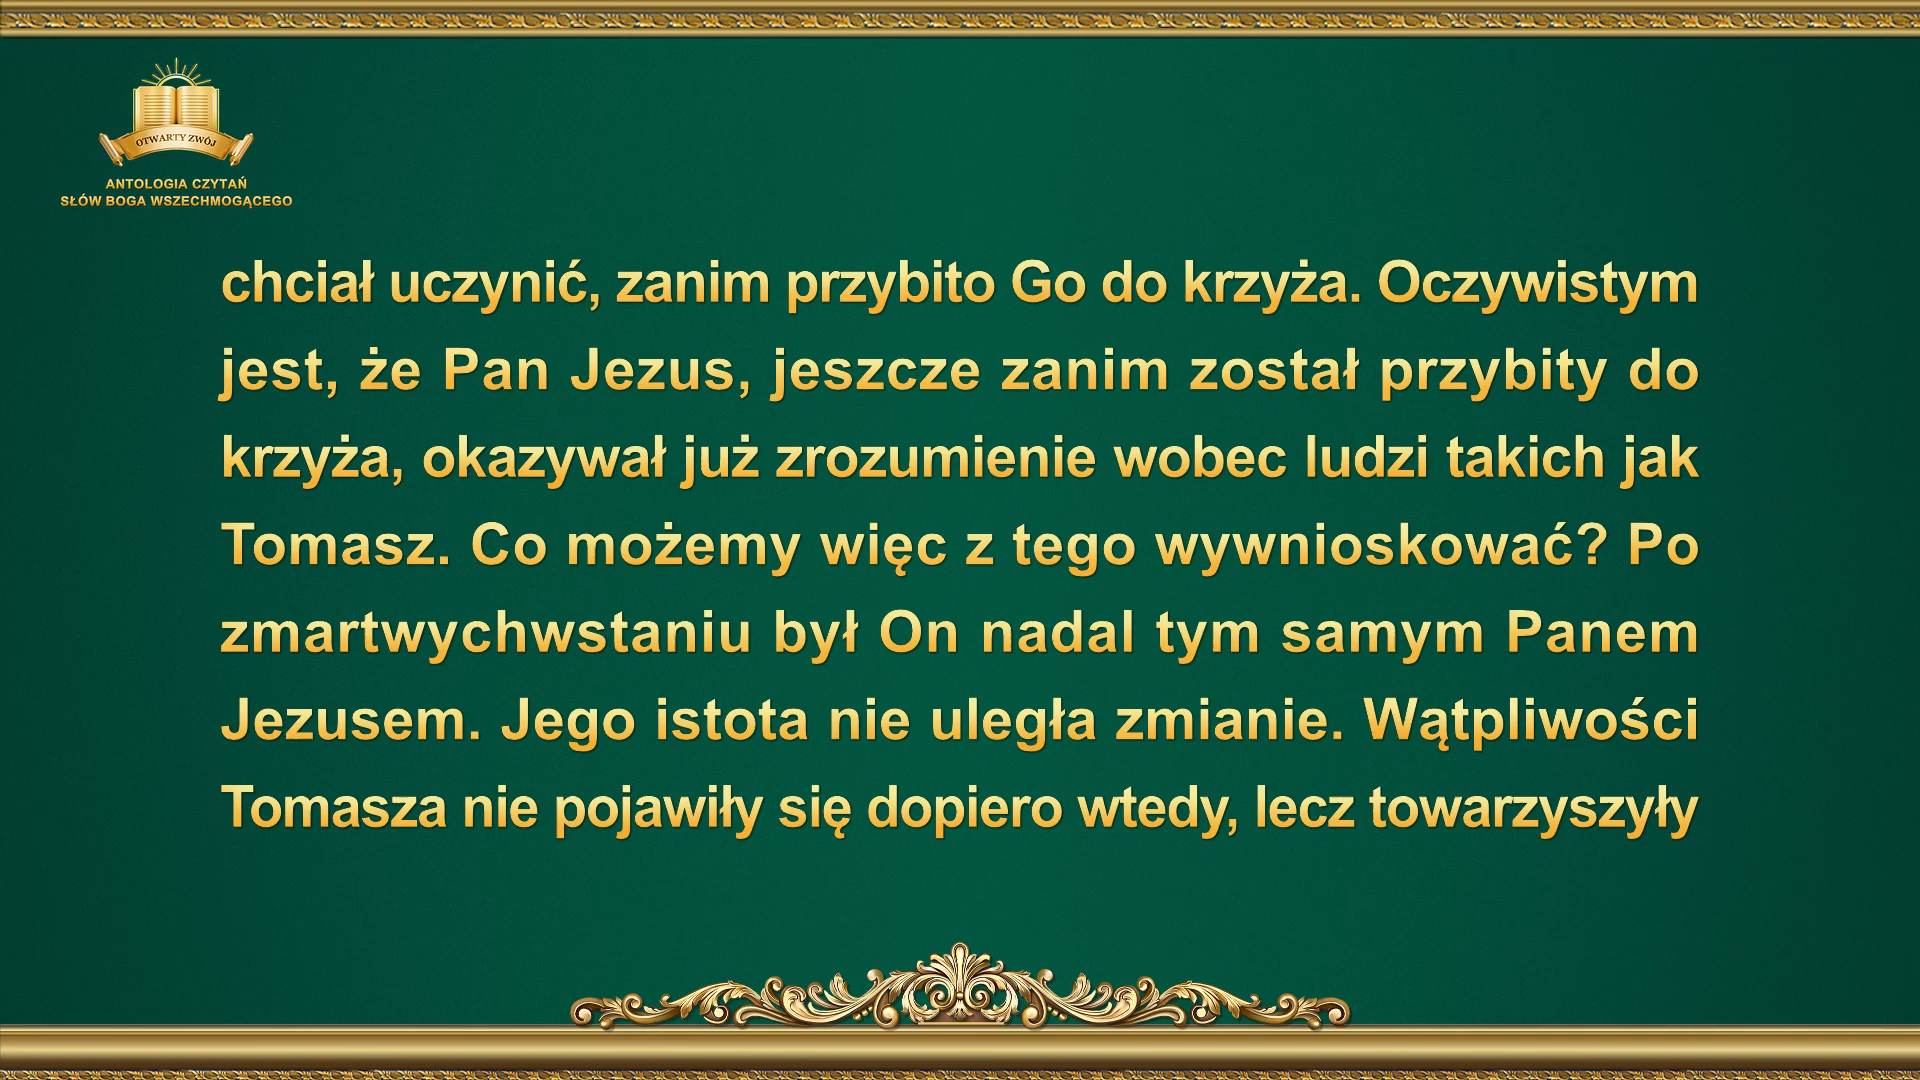 OTWARTY ZWÓJ
ANTOLOGIA CZYTAŃ
SŁÓW BOGA WSZECHMOGĄCEGO
chciał uczynić, zanim przybito Go do krzyża. Oczywistym
jest, że Pan Jezus, jeszcze zanim został przybity do
krzyża, okazywał już zrozumienie wobec ludzi takich jak
Tomasz. Co możemy więc z tego wywnioskować? Po
zmartwychwstaniu był On nadal tym samym Panem
Jezusem. Jego istota nie uległa zmianie. Wątpliwości
Tomasza nie pojawiły się dopiero wtedy, lecz towarzyszyły